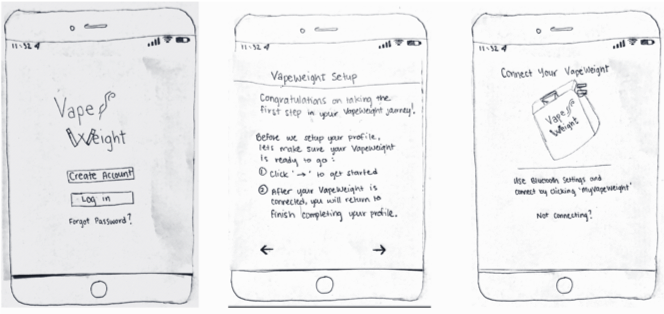 11:52
Vape
Weight
Create Account
Log in
Forgot Password?
11:52
VapeWeight Setup
Congratulations on taking the
first step in your VapeWeight journey!
Before we setup your profile,
lets make sure your VapeWeight
is ready to go:
① Click '→' to get started
② After your VapeWeight is
connected, you will return to
finish completing your profile.
← →
11:52
Connect Your VapeWeight
Vape
Weight
Use Bluetooth Settings and
connect by clicking 'MyVapeWeight'
Not Connecting?